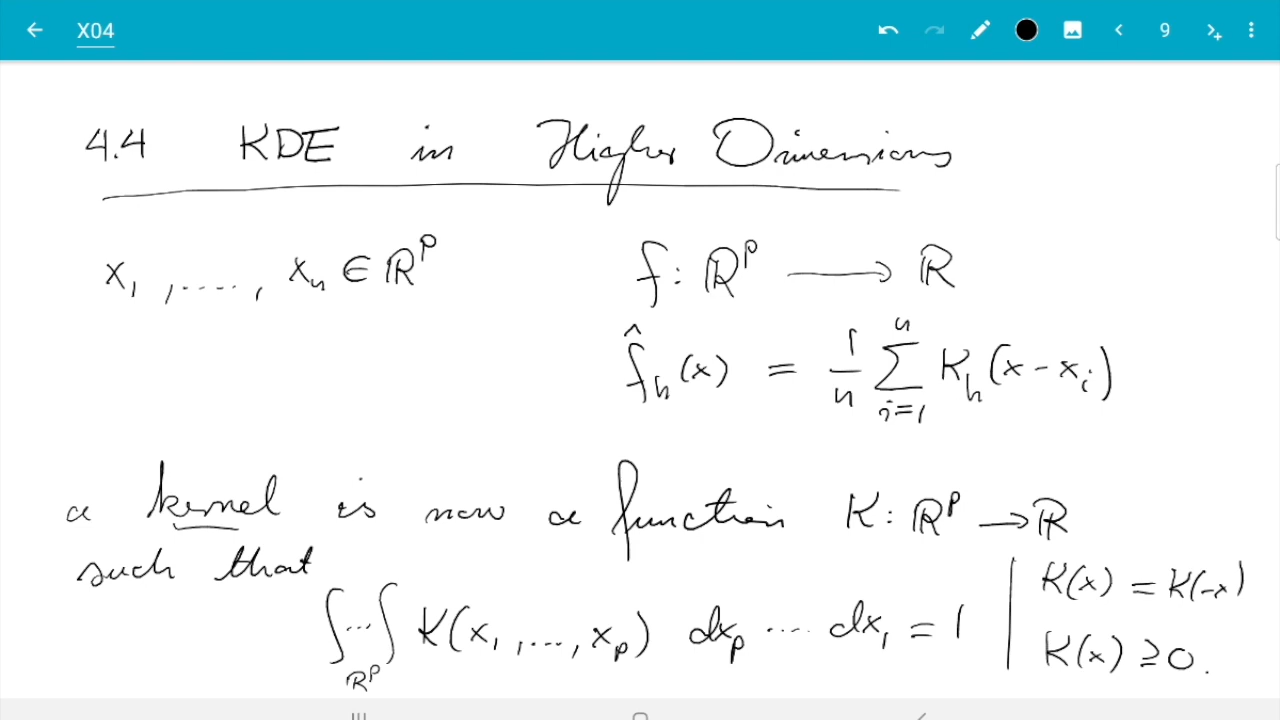 X04
9
4.4 KDE in Higher Dimensions
x₁, ....., xₙ ∈ ℝᵖ f: ℝᵖ ⟶ ℝ
f̂ₕ(x) = 1/n ∑ᵢ₌₁ⁿ Kₕ(x - xᵢ)
a kernel is now a function K: ℝᵖ → ℝ
such that
∫...∫_ℝᵖ K(x₁, ..., xₚ) dxₚ .... dx₁ = 1 | K(x) = K(-x)
K(x) ≥ 0.